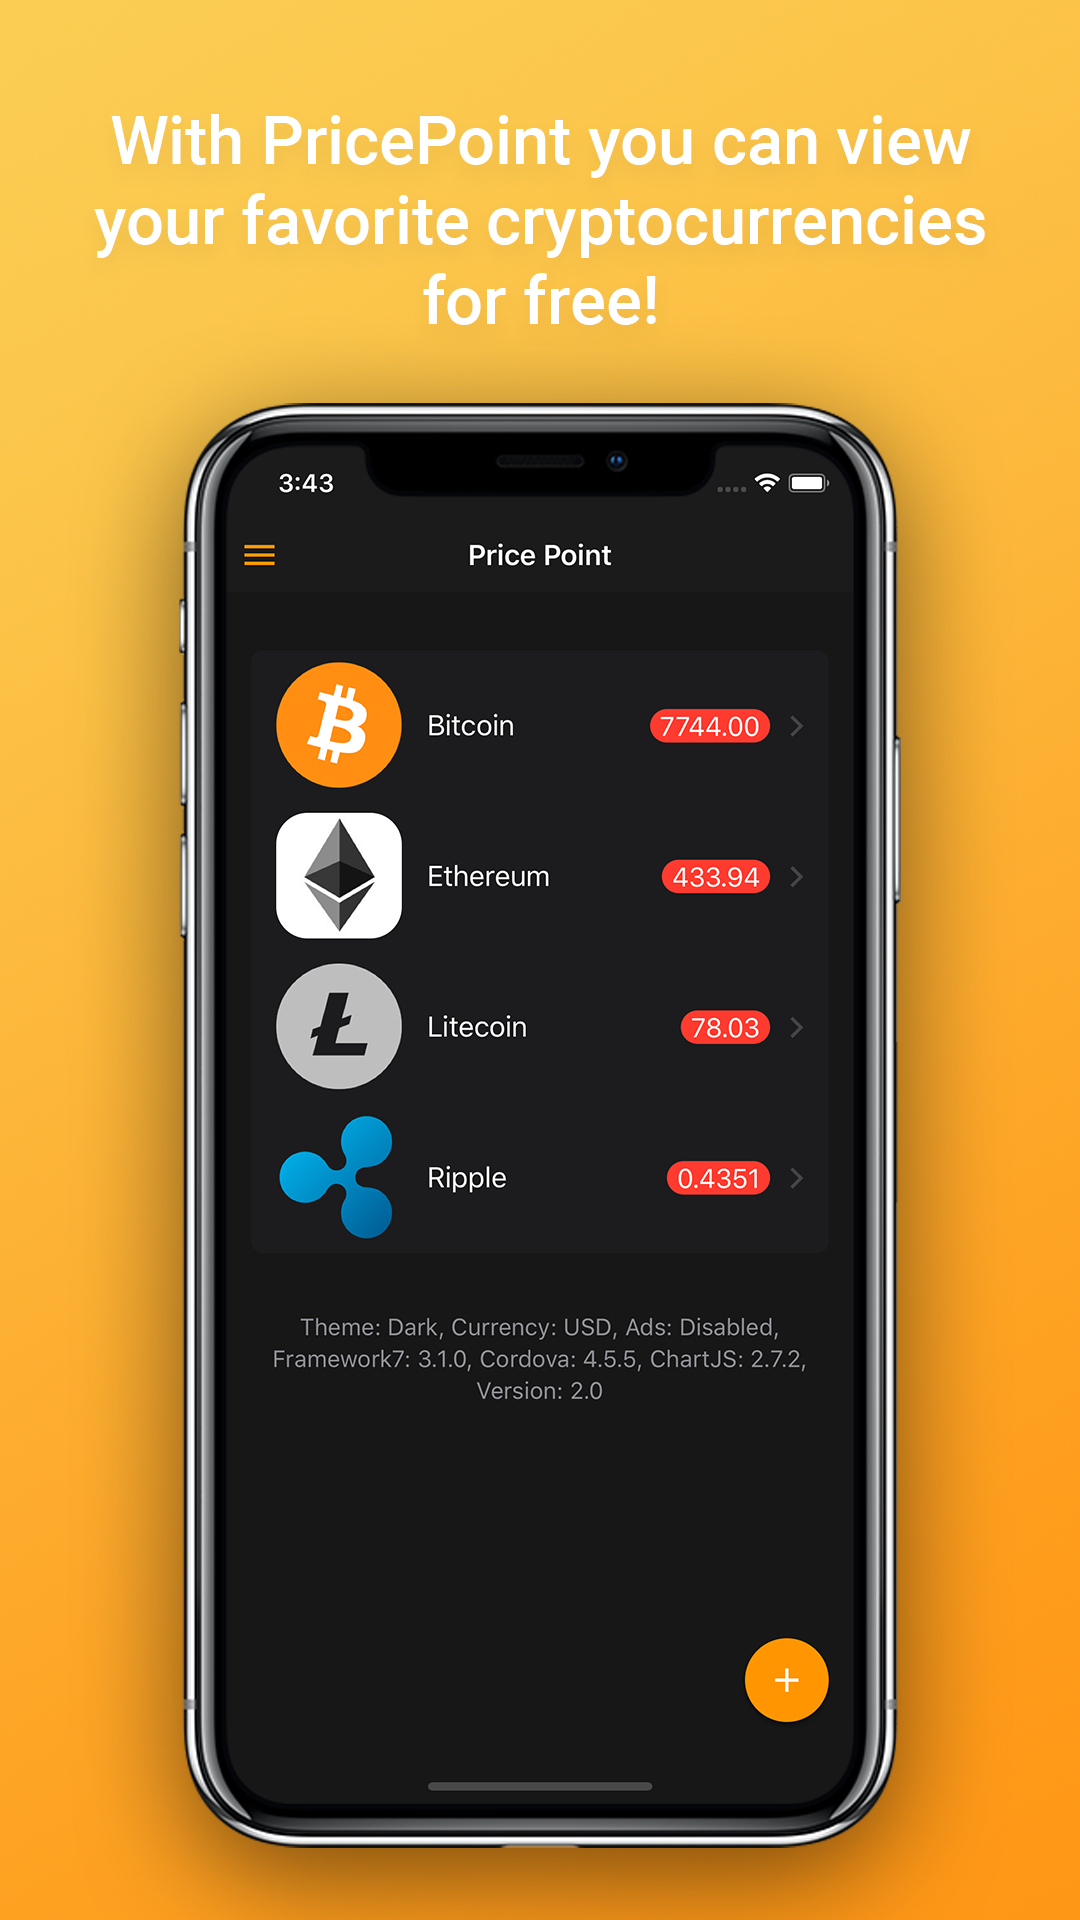 With PricePoint you can view
your favorite cryptocurrencies
for free!
3:43
Price Point
Bitcoin 7744.00
Ethereum 433.94
Litecoin 78.03
Ripple 0.4351
Theme: Dark, Currency: USD, Ads: Disabled,
Framework7: 3.1.0, Cordova: 4.5.5, ChartJS: 2.7.2,
Version: 2.0